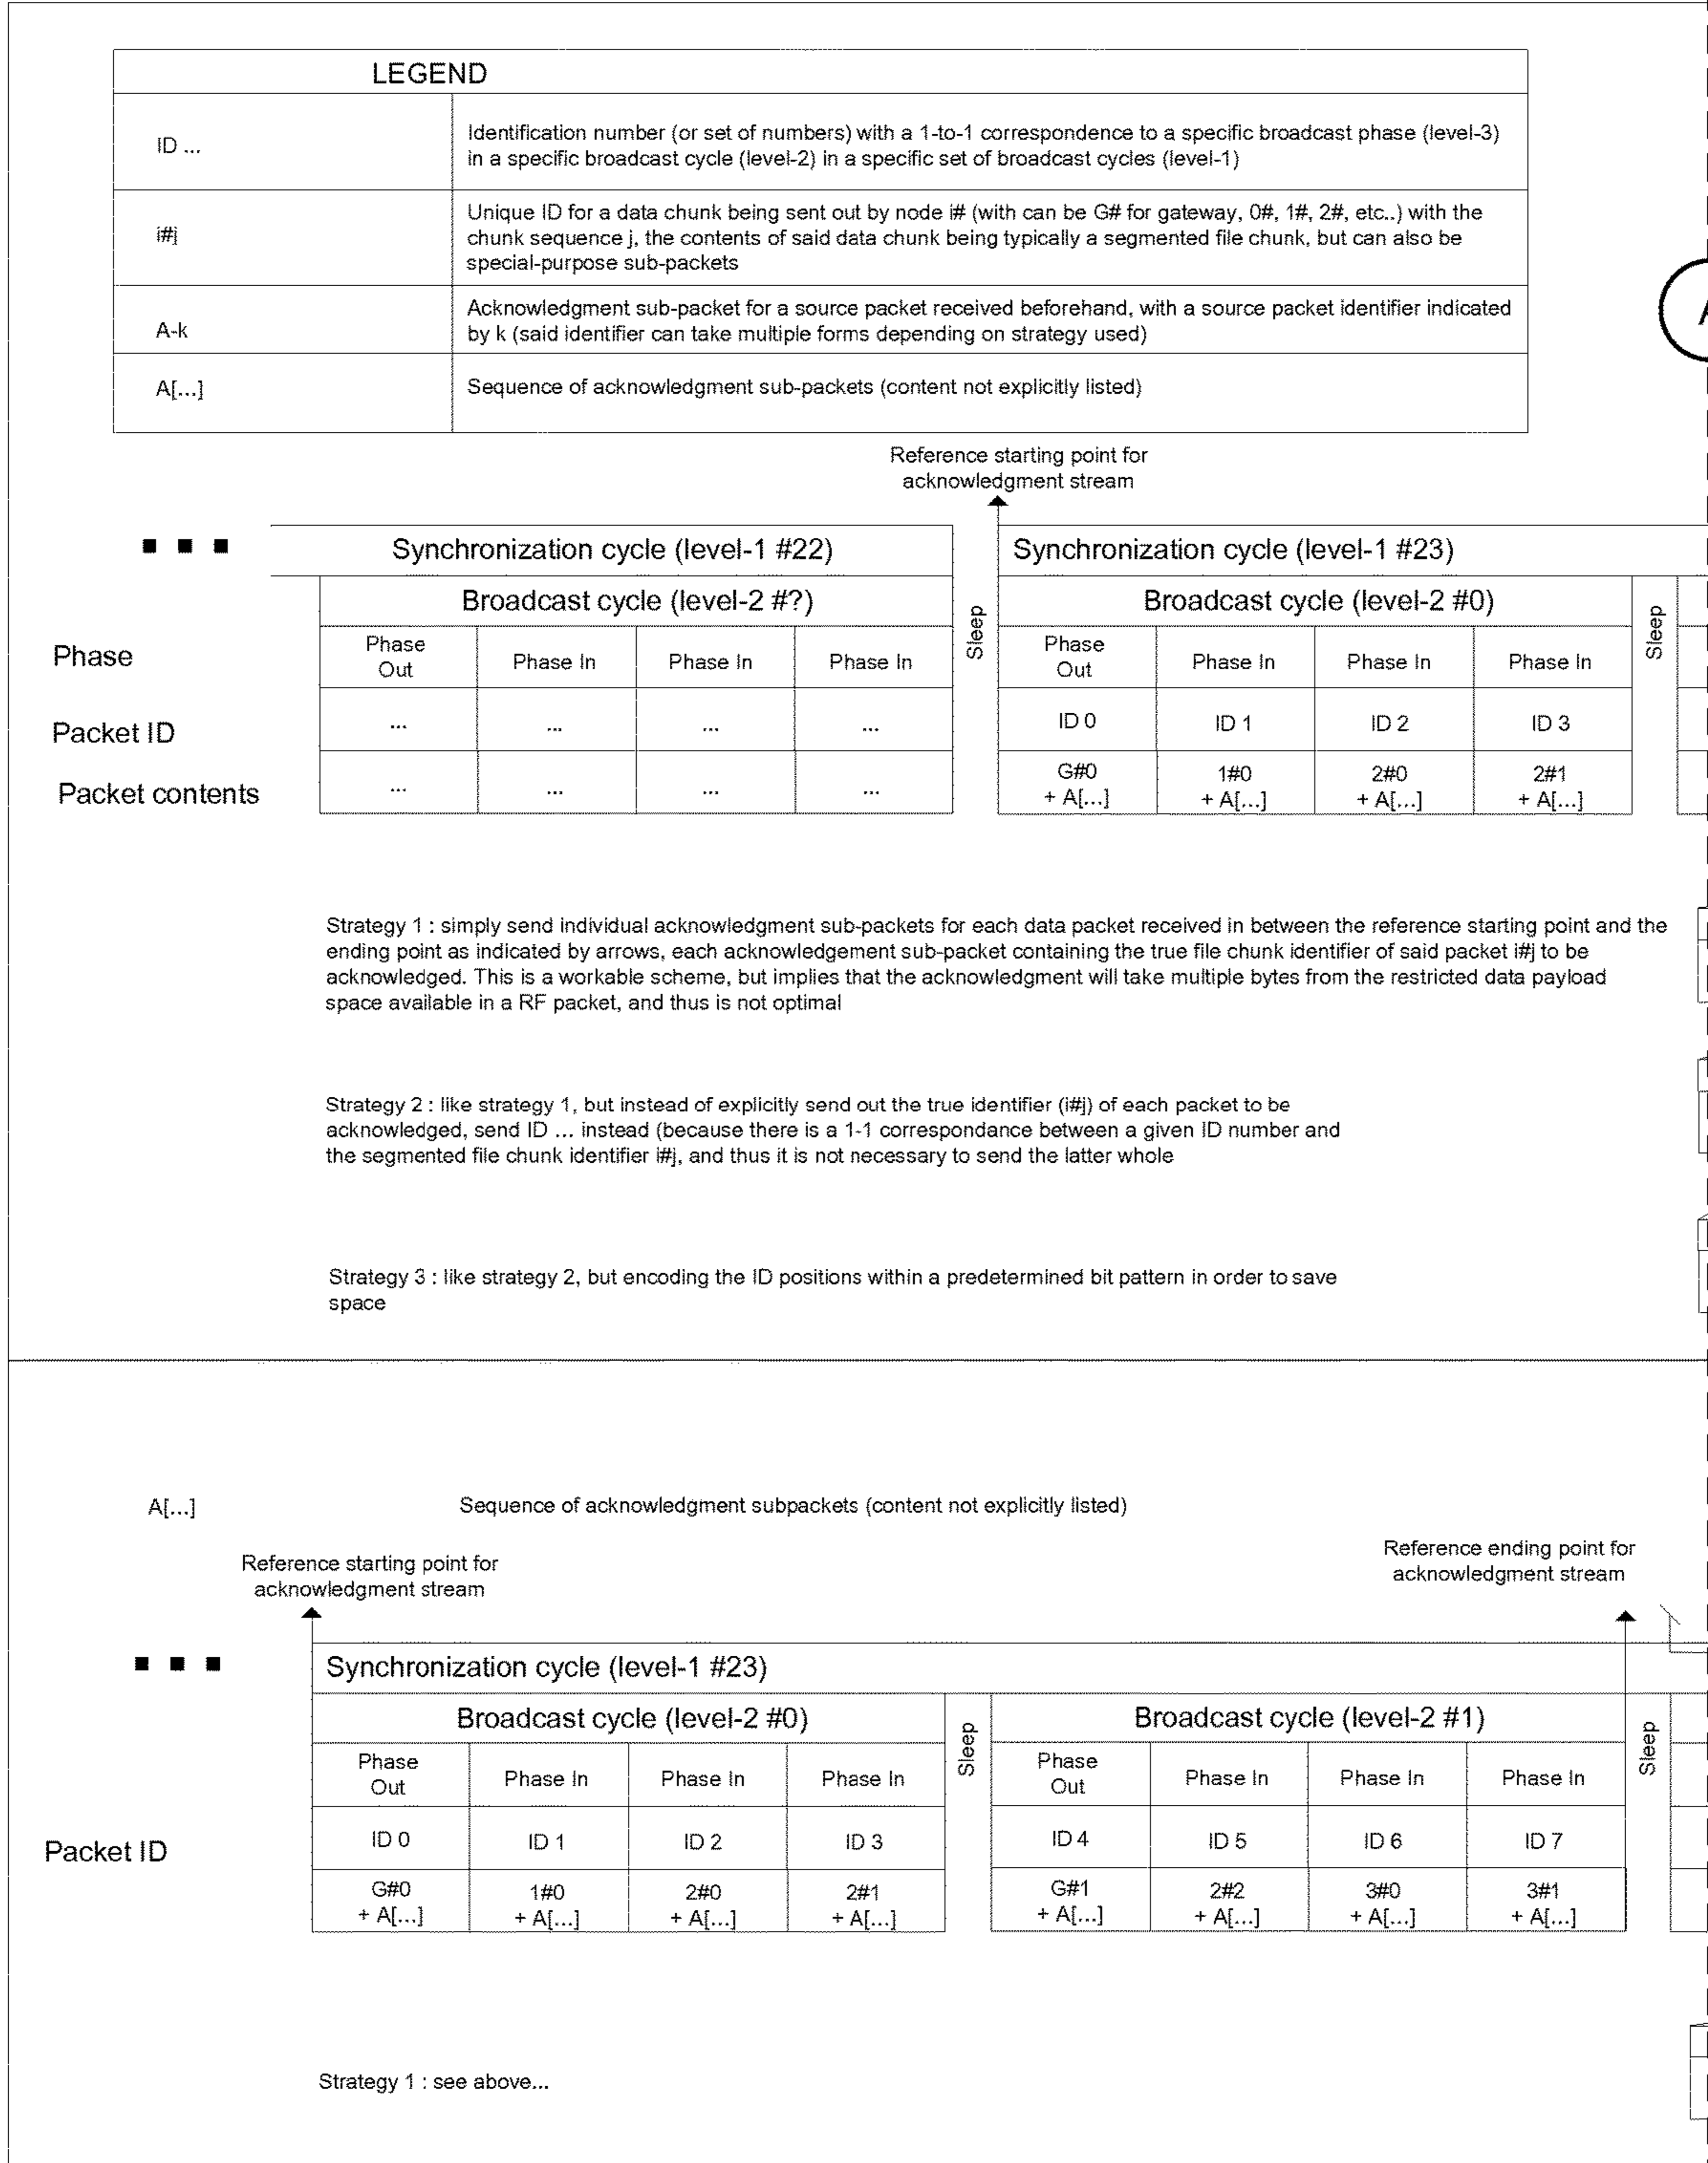 LEGEND
ID ...
Identification number (or set of numbers) with a 1-to-1 correspondence to a specific broadcast phase (level-3)
in a specific broadcast cycle (level-2) in a specific set of broadcast cycles (level-1)
i#j
Unique ID for a data chunk being sent out by node i# (with can be G# for gateway, 0#, 1#, 2#, etc..) with the
chunk sequence j, the contents of said data chunk being typically a segmented file chunk, but can also be
special-purpose sub-packets
A-k
Acknowledgment sub-packet for a source packet received beforehand, with a source packet identifier indicated
by k (said identifier can take multiple forms depending on strategy used)
A[...]
Sequence of acknowledgment sub-packets (content not explicitly listed)
Reference starting point for
acknowledgment stream
Synchronization cycle (level-1 #22)
Synchronization cycle (level-1 #23)
Broadcast cycle (level-2 #?)
Sleep
Broadcast cycle (level-2 #0)
Sleep
Phase
Phase Out
Phase In
Phase In
Phase In
Phase Out
Phase In
Phase In
Phase In
Packet ID
...
...
...
...
ID 0
ID 1
ID 2
ID 3
Packet contents
...
...
...
...
G#0 + A[...]
1#0 + A[...]
2#0 + A[...]
2#1 + A[...]
Strategy 1 : simply send individual acknowledgment sub-packets for each data packet received in between the reference starting point and the
ending point as indicated by arrows, each acknowledgement sub-packet containing the true file chunk identifier of said packet i#j to be
acknowledged. This is a workable scheme, but implies that the acknowledgment will take multiple bytes from the restricted data payload
space available in a RF packet, and thus is not optimal
Strategy 2 : like strategy 1, but instead of explicitly send out the true identifier (i#j) of each packet to be
acknowledged, send ID ... instead (because there is a 1-1 correspondance between a given ID number and
the segmented file chunk identifier i#j, and thus it is not necessary to send the latter whole
Strategy 3 : like strategy 2, but encoding the ID positions within a predetermined bit pattern in order to save
space
A[...]
Sequence of acknowledgment subpackets (content not explicitly listed)
Reference starting point for
acknowledgment stream
Reference ending point for
acknowledgment stream
Synchronization cycle (level-1 #23)
Broadcast cycle (level-2 #0)
Sleep
Broadcast cycle (level-2 #1)
Sleep
Phase Out
Phase In
Phase In
Phase In
Phase Out
Phase In
Phase In
Phase In
Packet ID
ID 0
ID 1
ID 2
ID 3
ID 4
ID 5
ID 6
ID 7
G#0 + A[...]
1#0 + A[...]
2#0 + A[...]
2#1 + A[...]
G#1 + A[...]
2#2 + A[...]
3#0 + A[...]
3#1 + A[...]
Strategy 1 : see above...